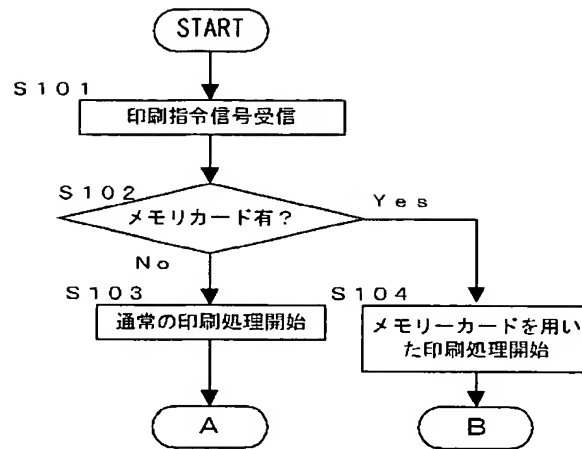 START
S101
印刷指令信号受信
S102
メモリカード有?
Yes
No
S103
通常の印刷処理開始
S104
メモリーカードを用い
た印刷処理開始
A
B